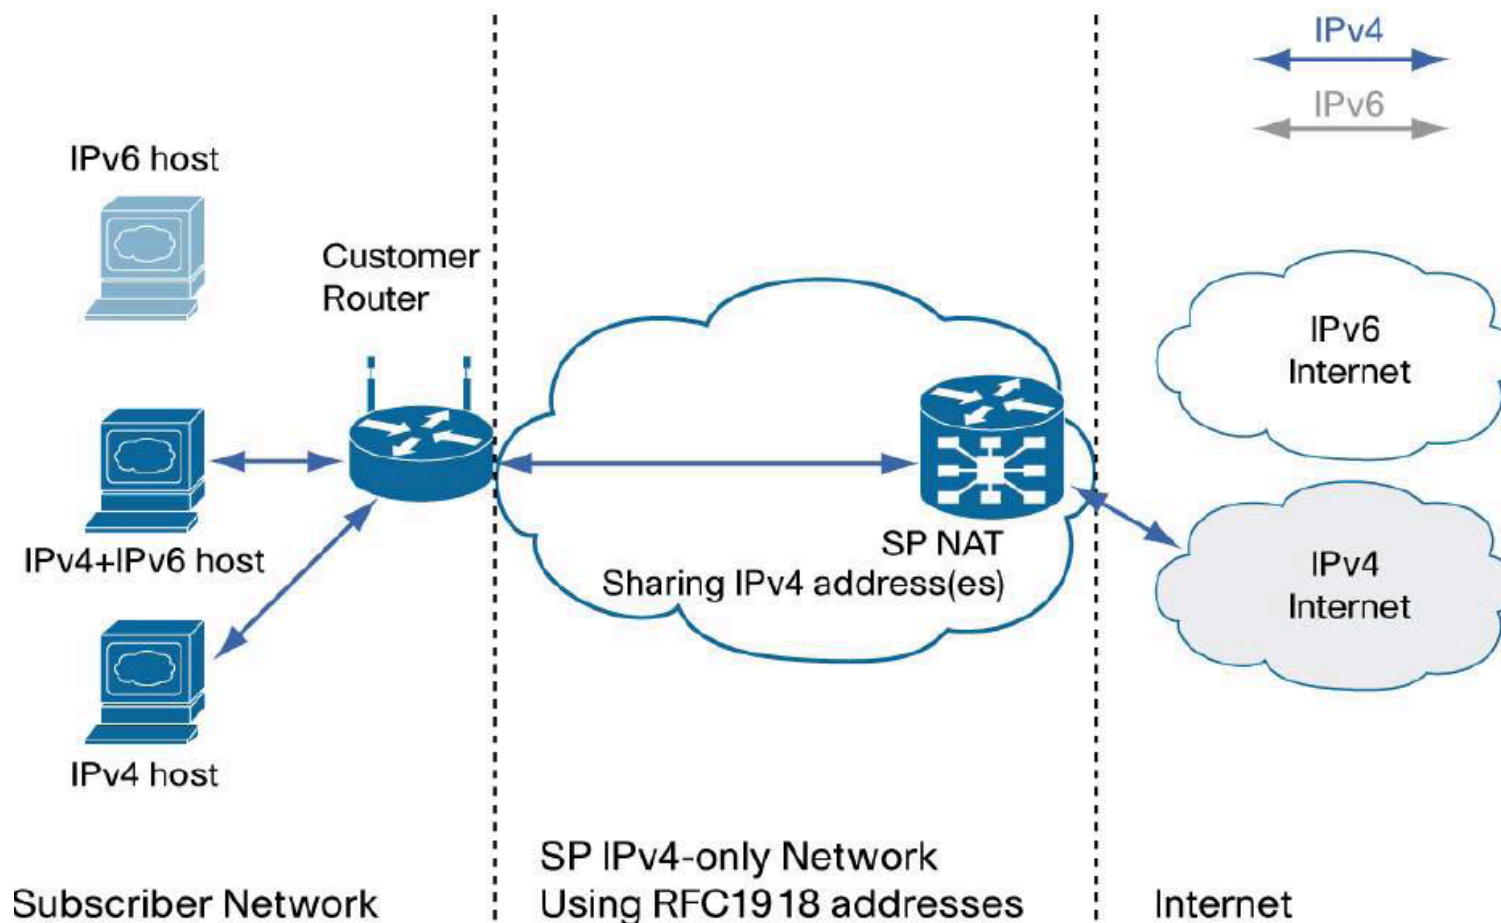 IPv4
IPv6
IPv6 host
Customer
Router
IPv6
Internet
SP NAT
Sharing IPv4 address(es)
IPv4+IPv6 host
IPv4
Internet
IPv4 host
SP IPv4-only Network
Using RFC1918 addresses
Subscriber Network
Internet